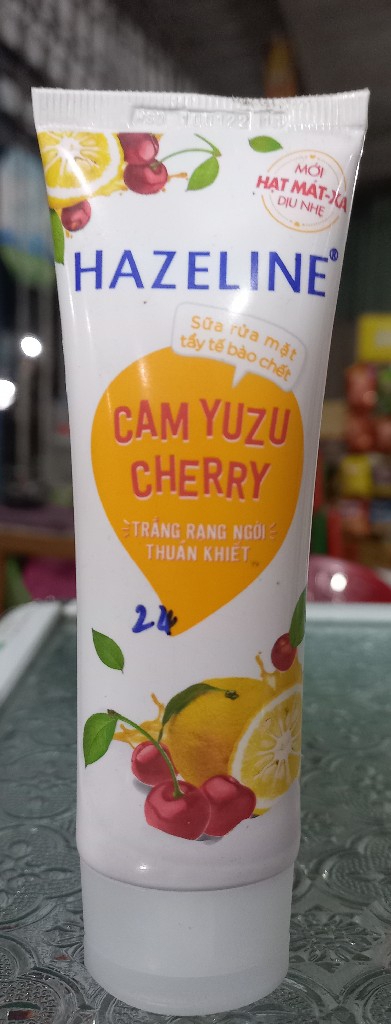 MỚI
HẠT MÁT-XA
DỊU NHẸ
HAZELINE®
Sữa rửa mặt
tẩy tế bào chết
CAM YUZU
CHERRY
TRẮNG RẠNG NGỜI
THUẦN KHIẾT
24